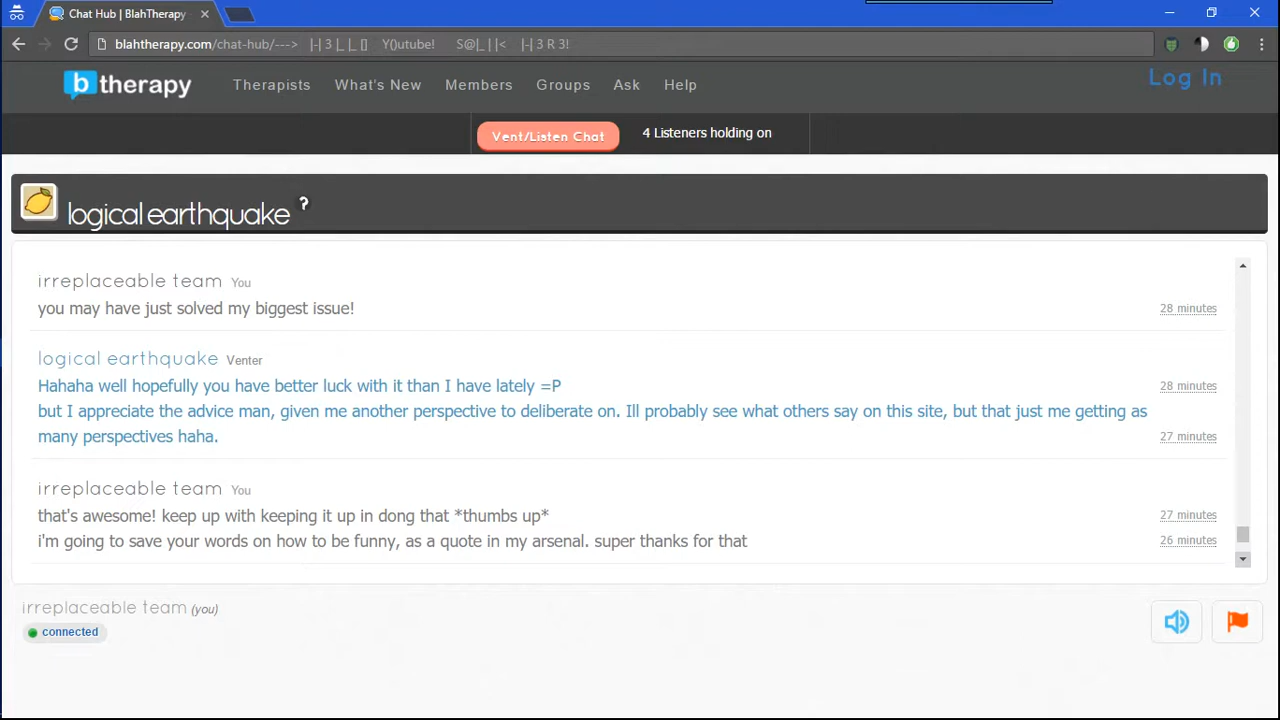 Chat Hub | BlahTherapy
blahtherapy.com/chat-hub/---> |-| 3 |_ |_ [] Y()utube! S@|_ | |< |-| 3 R 3!
b therapy Therapists What's New Members Groups Ask Help Log In
Vent/Listen Chat 4 Listeners holding on
logical earthquake ?
irreplaceable team You
you may have just solved my biggest issue! 28 minutes
logical earthquake Venter
Hahaha well hopefully you have better luck with it than I have lately =P 28 minutes
but I appreciate the advice man, given me another perspective to deliberate on. Ill probably see what others say on this site, but that just me getting as
many perspectives haha. 27 minutes
irreplaceable team You
that's awesome! keep up with keeping it up in dong that *thumbs up* 27 minutes
i'm going to save your words on how to be funny, as a quote in my arsenal. super thanks for that 26 minutes
irreplaceable team (you)
connected